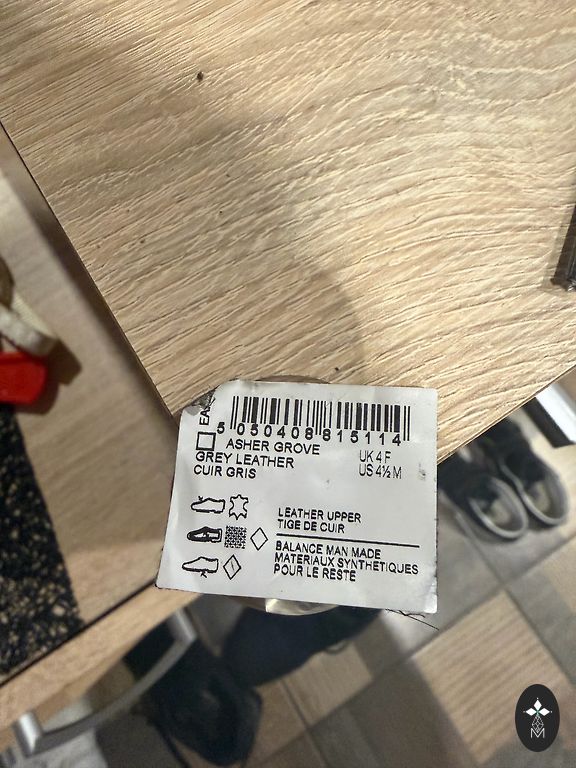 EAN
5 050408 815114
ASHER GROVE
GREY LEATHER
CUIR GRIS
UK 4 F
US 4½ M
LEATHER UPPER
TIGE DE CUIR
BALANCE MAN MADE
MATERIAUX SYNTHETIQUES
POUR LE RESTE
M